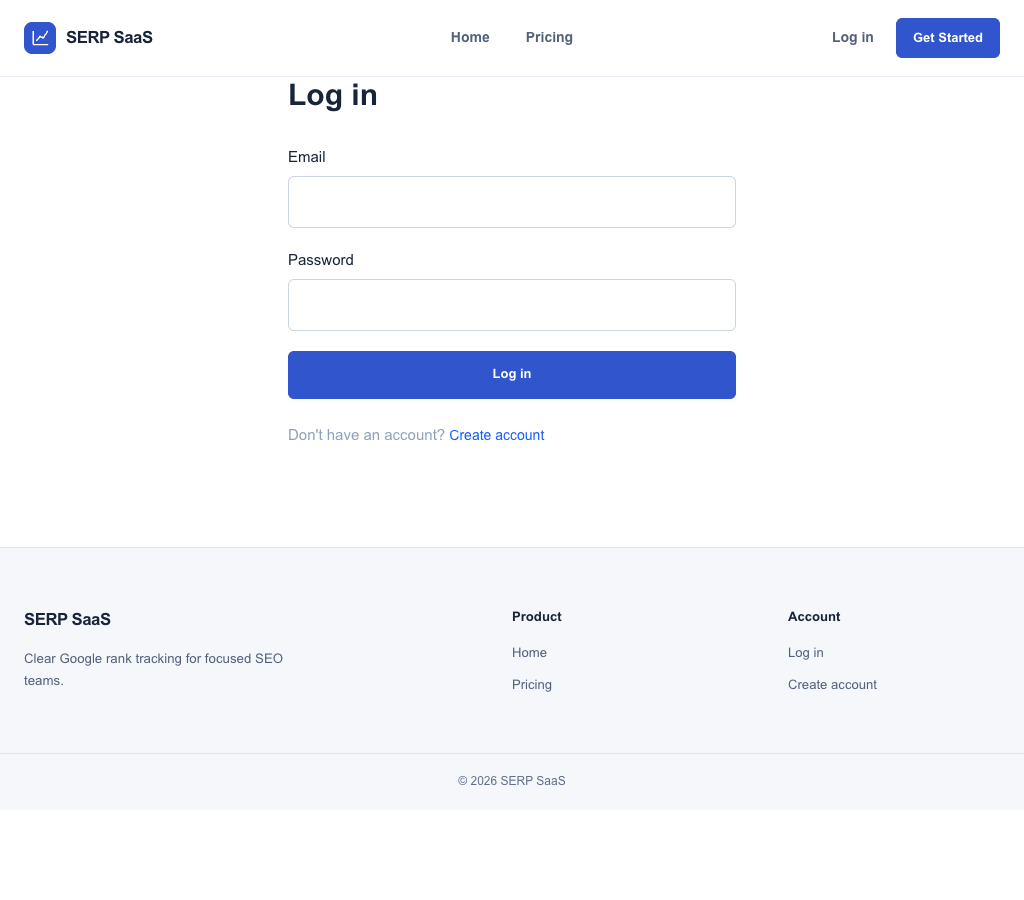 SERP SaaS
Home
Pricing
Log in
Get Started
Log in
Email
Password
Log in
Don't have an account? Create account
SERP SaaS
Clear Google rank tracking for focused SEO
teams.
Product
Home
Pricing
Account
Log in
Create account
© 2026 SERP SaaS